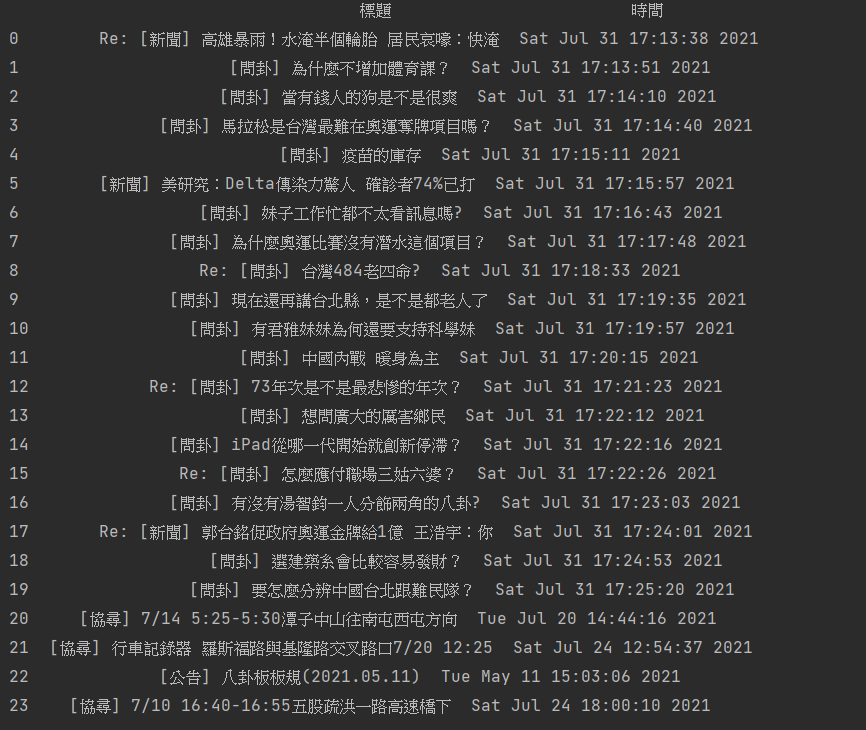 標題 時間
0 Re: [新聞] 高雄暴雨！水淹半個輪胎 居民哀嚎：快淹 Sat Jul 31 17:13:38 2021
1 [問卦] 為什麼不增加體育課？ Sat Jul 31 17:13:51 2021
2 [問卦] 當有錢人的狗是不是很爽 Sat Jul 31 17:14:10 2021
3 [問卦] 馬拉松是台灣最難在奧運奪牌項目嗎？ Sat Jul 31 17:14:40 2021
4 [問卦] 疫苗的庫存 Sat Jul 31 17:15:11 2021
5 [新聞] 美研究：Delta傳染力驚人 確診者74%已打 Sat Jul 31 17:15:57 2021
6 [問卦] 妹子工作忙都不太看訊息嗎? Sat Jul 31 17:16:43 2021
7 [問卦] 為什麼奧運比賽沒有潛水這個項目？ Sat Jul 31 17:17:48 2021
8 Re: [問卦] 台灣484老四命? Sat Jul 31 17:18:33 2021
9 [問卦] 現在還再講台北縣，是不是都老人了 Sat Jul 31 17:19:35 2021
10 [問卦] 有君雅妹妹為何還要支持科學妹 Sat Jul 31 17:19:57 2021
11 [問卦] 中國內戰 暖身為主 Sat Jul 31 17:20:15 2021
12 Re: [問卦] 73年次是不是最悲慘的年次？ Sat Jul 31 17:21:23 2021
13 [問卦] 想問廣大的厲害鄉民 Sat Jul 31 17:22:12 2021
14 [問卦] iPad從哪一代開始就創新停滯？ Sat Jul 31 17:22:16 2021
15 Re: [問卦] 怎麼應付職場三姑六婆？ Sat Jul 31 17:22:26 2021
16 [問卦] 有沒有湯智鈞一人分飾兩角的八卦? Sat Jul 31 17:23:03 2021
17 Re: [新聞] 郭台銘促政府奧運金牌給1億 王浩宇：你 Sat Jul 31 17:24:01 2021
18 [問卦] 選建築系會比較容易發財？ Sat Jul 31 17:24:53 2021
19 [問卦] 要怎麼分辨中國台北跟難民隊？ Sat Jul 31 17:25:20 2021
20 [協尋] 7/14 5:25-5:30潭子中山往南屯西屯方向 Tue Jul 20 14:44:16 2021
21 [協尋] 行車記錄器 羅斯福路與基隆路交叉路口7/20 12:25 Sat Jul 24 12:54:37 2021
22 [公告] 八卦板板規(2021.05.11) Tue May 11 15:03:06 2021
23 [協尋] 7/10 16:40-16:55五股疏洪一路高速橋下 Sat Jul 24 18:00:10 2021